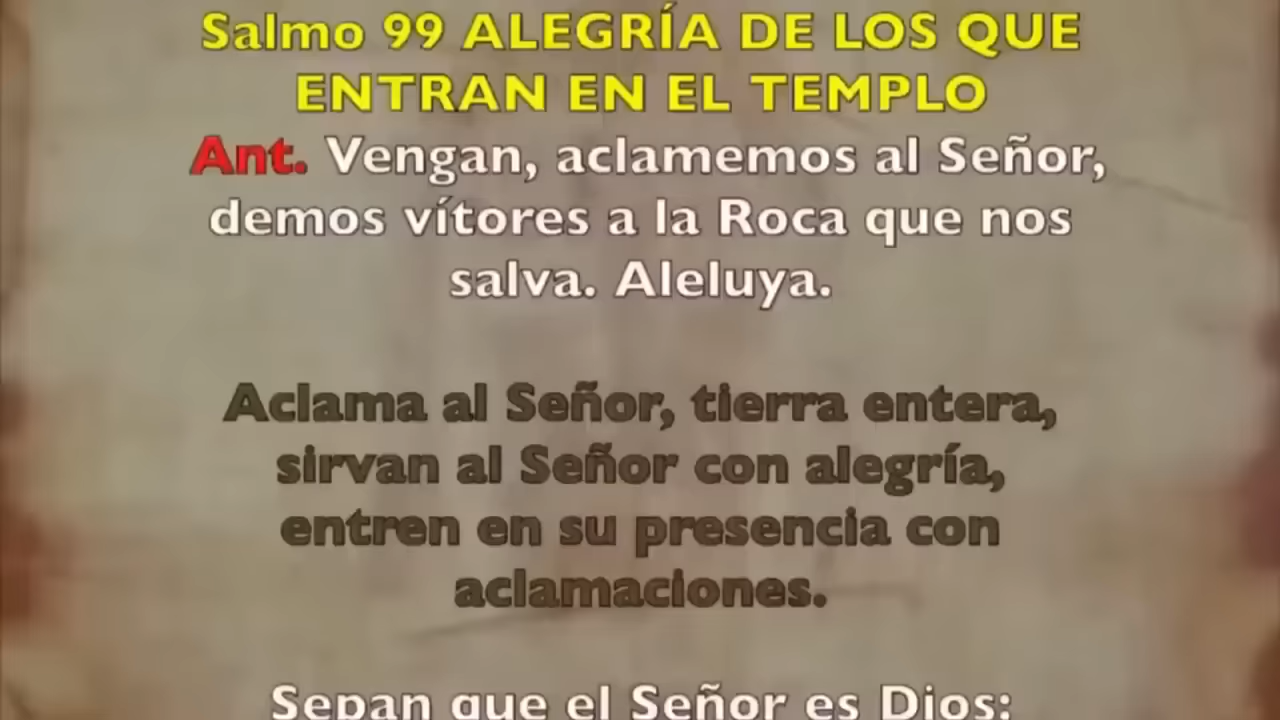 Salmo 99 ALEGRÍA DE LOS QUE
ENTRAN EN EL TEMPLO
Ant. Vengan, aclamemos al Señor,
demos vítores a la Roca que nos
salva. Aleluya.
Aclama al Señor, tierra entera,
sirvan al Señor con alegría,
entren en su presencia con
aclamaciones.
Sepan que el Señor es Dios: